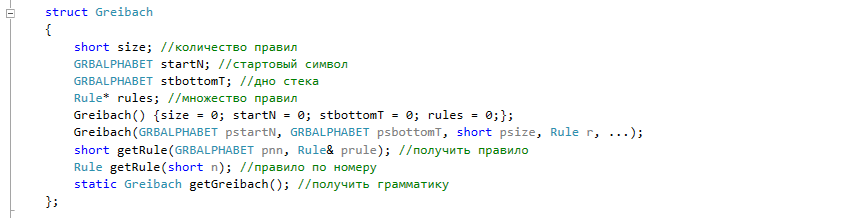 struct Greibach
{
short size; //количество правил
GRBALPHABET startN; //стартовый символ
GRBALPHABET stbottomT; //дно стека
Rule* rules; //множество правил
Greibach() {size = 0; startN = 0; stbottomT = 0; rules = 0;};
Greibach(GRBALPHABET pstartN, GRBALPHABET psbottomT, short psize, Rule r, ...);
short getRule(GRBALPHABET pnn, Rule& prule); //получить правило
Rule getRule(short n); //правило по номеру
static Greibach getGreibach(); //получить грамматику
};